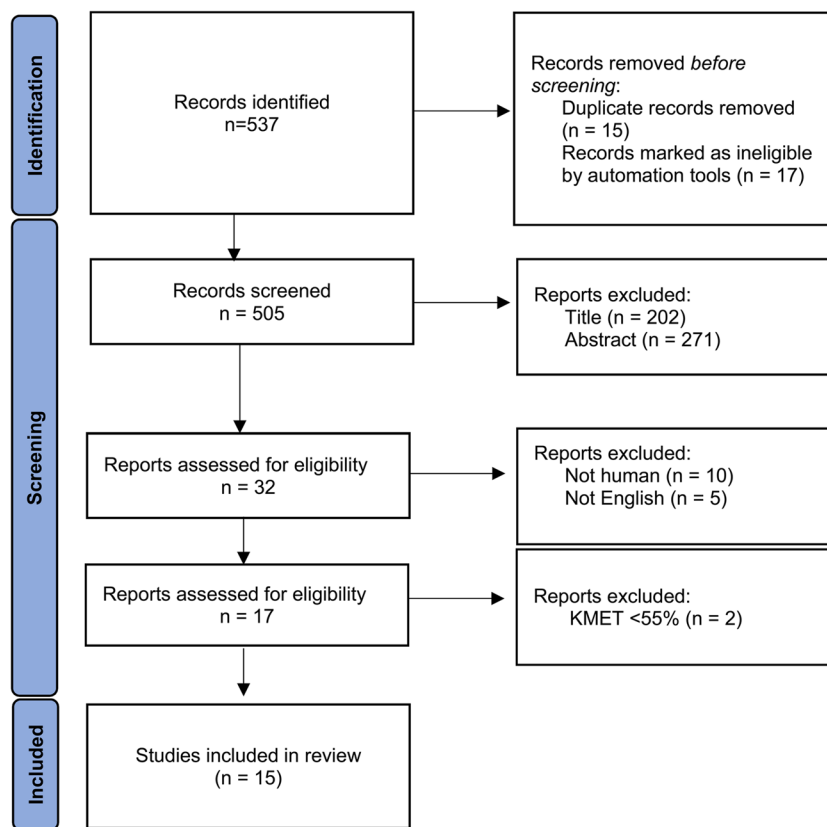 Identification
Records identified
n=537
Records removed before
screening:
Duplicate records removed
(n = 15)
Records marked as ineligible
by automation tools (n = 17)
Screening
Records screened
n = 505
Reports excluded:
Title (n = 202)
Abstract (n = 271)
Reports assessed for eligibility
n = 32
Reports excluded:
Not human (n = 10)
Not English (n = 5)
Reports assessed for eligibility
n = 17
Reports excluded:
KMET <55% (n = 2)
Included
Studies included in review
(n = 15)